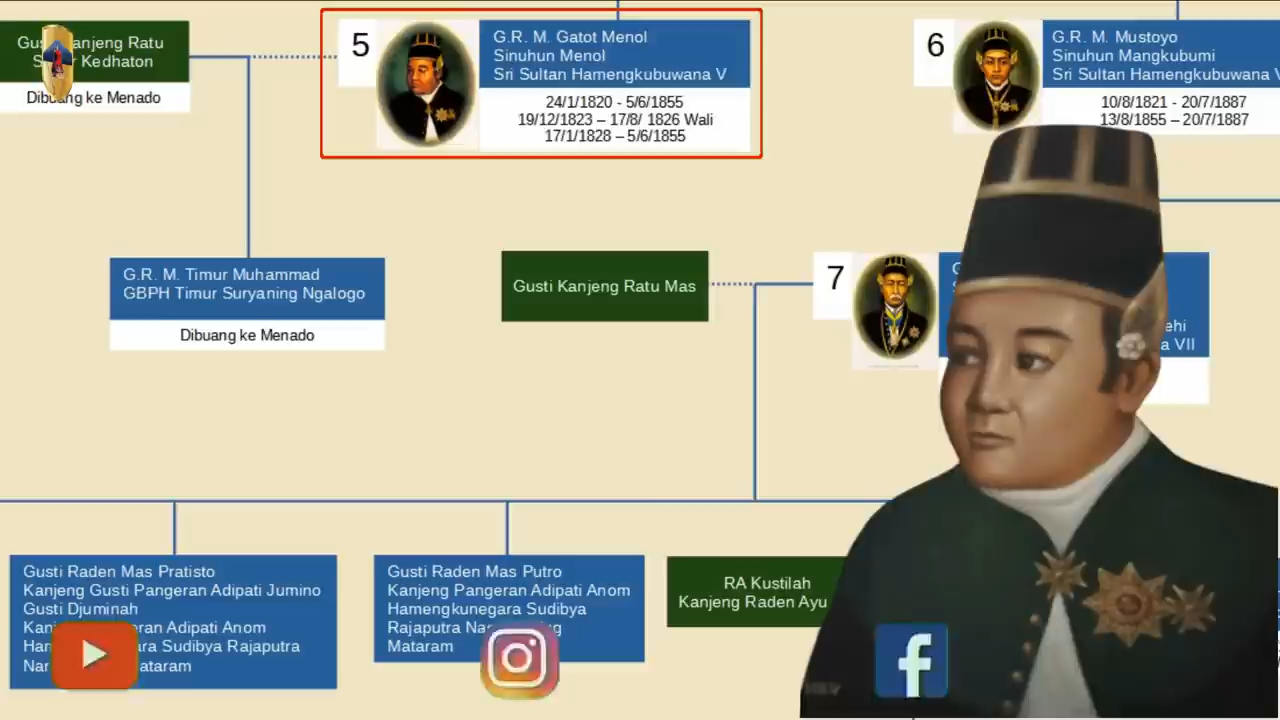 Kanjeng Ratu
Kedhaton
Dibuang ke Menado
5
G.R. M. Gatot Menol
Sinuhun Menol
Sri Sultan Hamengkubuwana V
24/1/1820 - 5/6/1855
19/12/1823 – 17/8/ 1826 Wali
17/1/1828 – 5/6/1855
6
G.R. M. Mustoyo
Sinuhun Mangkubumi
Sri Sultan Hamengkubuwana
10/8/1821 - 20/7/1887
13/8/1855 – 20/7/1887
G.R. M. Timur Muhammad
GBPH Timur Suryaning Ngalogo
Dibuang ke Menado
Gusti Kanjeng Ratu Mas
7
ehi
a VII
Gusti Raden Mas Pratisto
Kanjeng Gusti Pangeran Adipati Jumino
Gusti Djuminah
Adipati Anom
Sudibya Rajaputra
Gusti Raden Mas Putro
Kanjeng Pangeran Adipati Anom
Hamengkunegara Sudibya
Rajaputra
Mataram
RA Kustilah
Kanjeng Raden Ayu